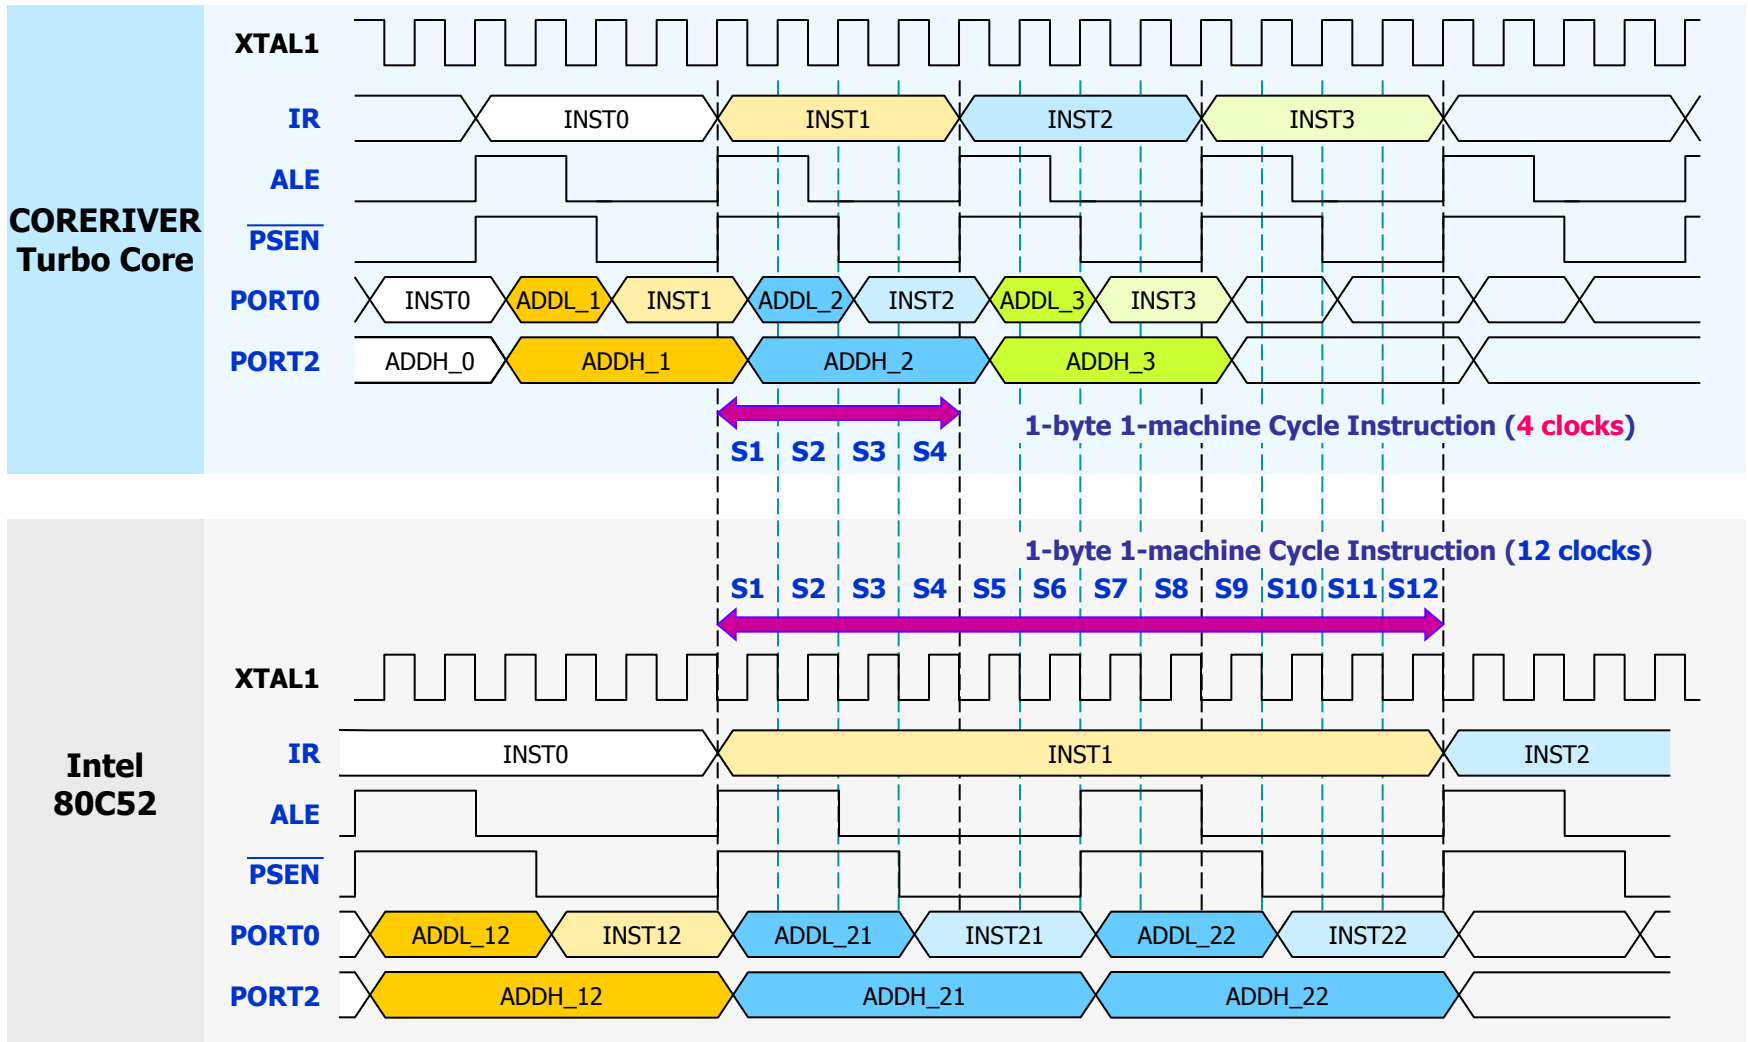 CORERIVER
Turbo Core
XTAL1
IR INST0 INST1 INST2 INST3
ALE
PSEN
PORT0 INST0 ADDL_1 INST1 ADDL_2 INST2 ADDL_3 INST3
PORT2 ADDH_0 ADDH_1 ADDH_2 ADDH_3
1-byte 1-machine Cycle Instruction (4 clocks)
S1 S2 S3 S4
Intel
80C52
1-byte 1-machine Cycle Instruction (12 clocks)
S1 S2 S3 S4 S5 S6 S7 S8 S9 S10 S11 S12
XTAL1
IR INST0 INST1 INST2
ALE
PSEN
PORT0 ADDL_12 INST12 ADDL_21 INST21 ADDL_22 INST22
PORT2 ADDH_12 ADDH_21 ADDH_22